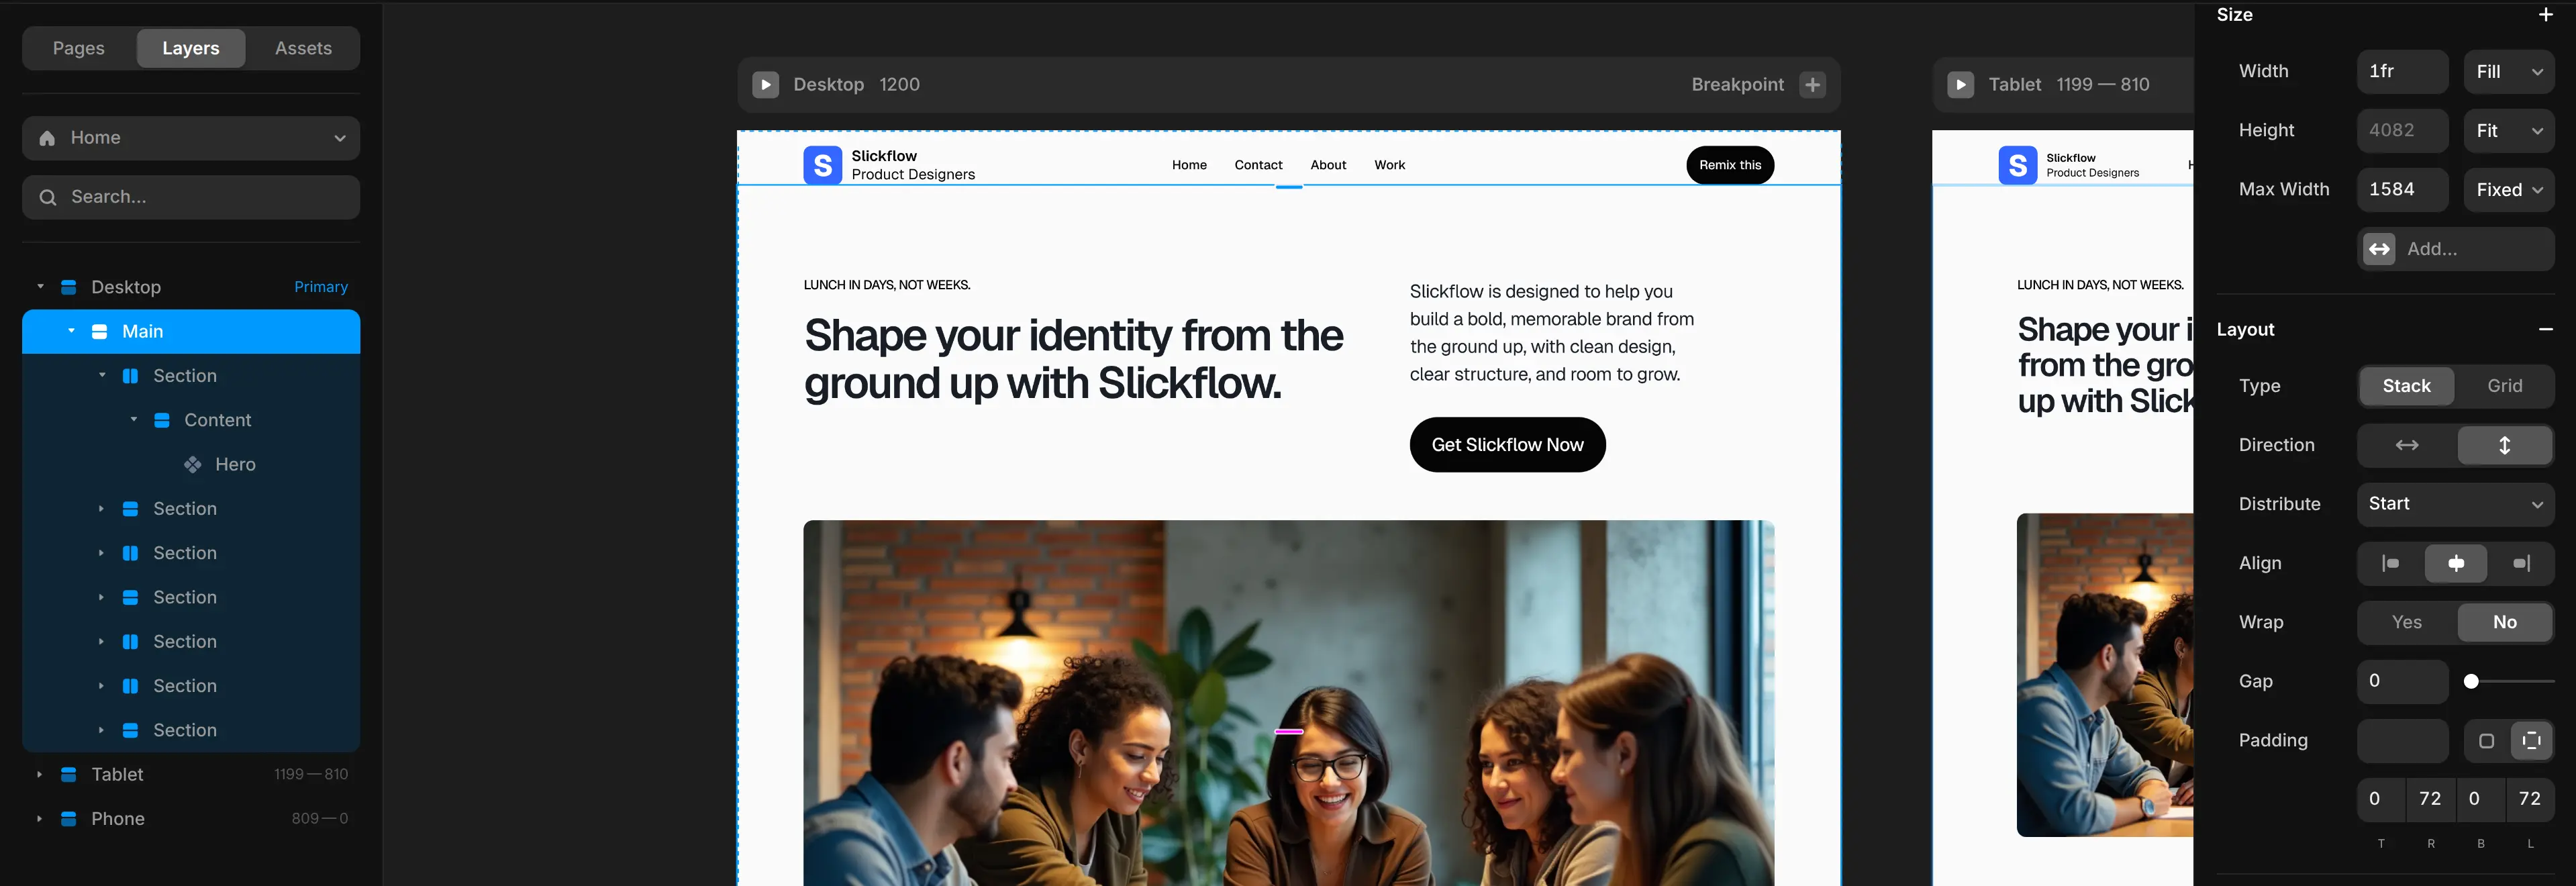 Pages Layers Assets
Home
Search...
Desktop Primary
Main
Section
Content
Hero
Section
Section
Section
Section
Section
Section
Tablet 1199 — 810
Phone 809 — 0
Desktop 1200 Breakpoint
S
Slickflow
Product Designers
Home Contact About Work
Remix this
LUNCH IN DAYS, NOT WEEKS.
Shape your identity from the
ground up with Slickflow.
Slickflow is designed to help you
build a bold, memorable brand from
the ground up, with clean design,
clear structure, and room to grow.
Get Slickflow Now
Tablet 1199 — 810
S
Slickflow
Product Designers
H
LUNCH IN DAYS, NOT WEEKS.
Shape your i
from the gro
up with Slick
Size
Width 1fr Fill
Height 4082 Fit
Max Width 1584 Fixed
Add...
Layout
Type Stack Grid
Direction
Distribute Start
Align
Wrap Yes No
Gap 0
Padding
0 72 0 72
T R B L